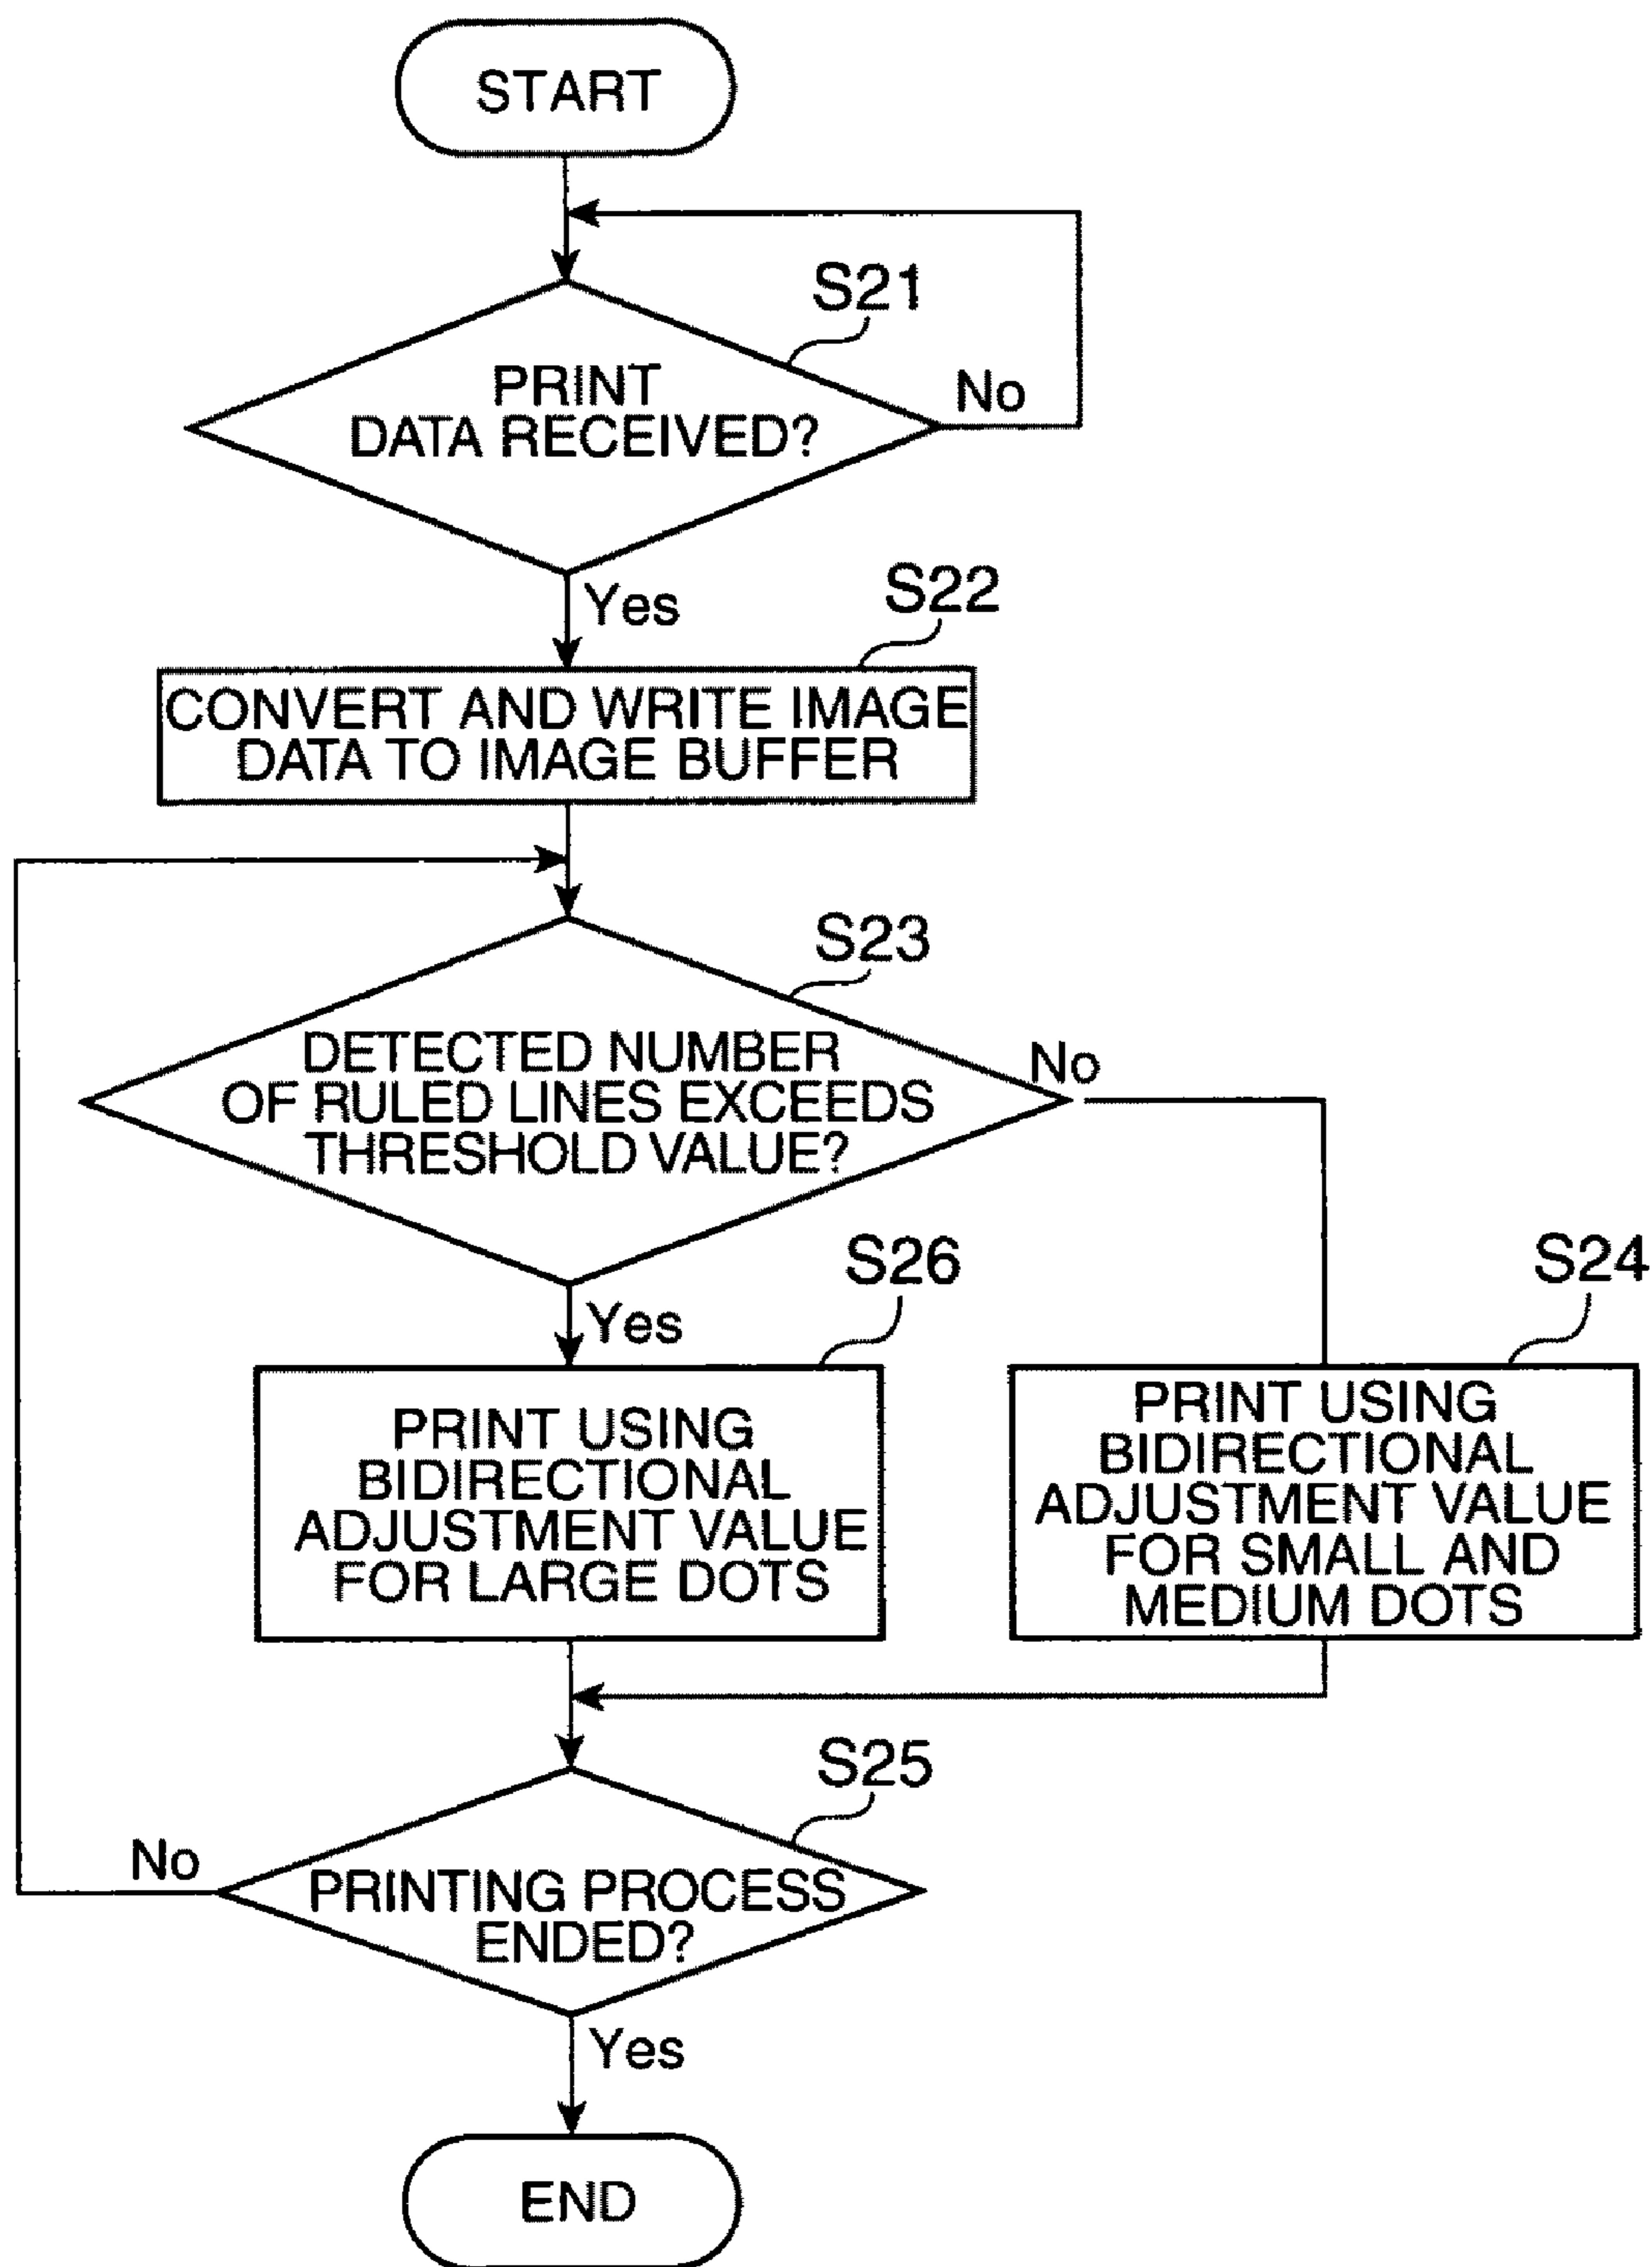 START
S21
PRINT
DATA RECEIVED?
No
Yes
S22
CONVERT AND WRITE IMAGE
DATA TO IMAGE BUFFER
S23
DETECTED NUMBER
OF RULED LINES EXCEEDS
THRESHOLD VALUE?
No
Yes
S26
PRINT USING
BIDIRECTIONAL
ADJUSTMENT VALUE
FOR LARGE DOTS
S24
PRINT USING
BIDIRECTIONAL
ADJUSTMENT VALUE
FOR SMALL AND
MEDIUM DOTS
S25
No
PRINTING PROCESS
ENDED?
Yes
END